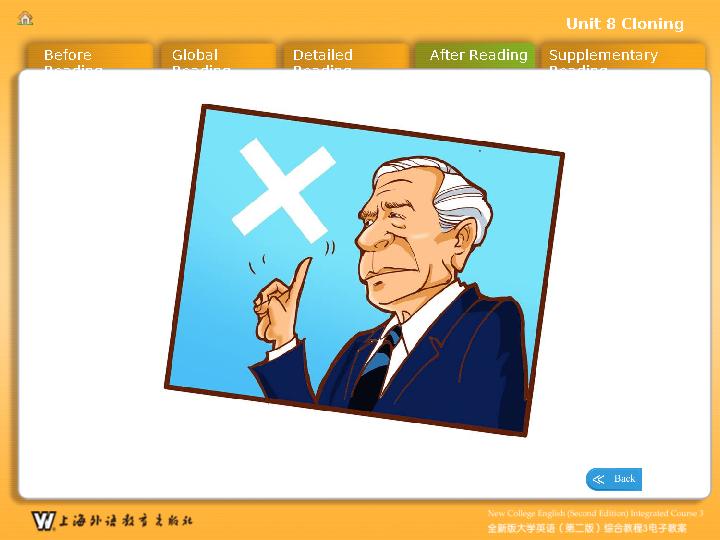 Unit 8 Cloning
Before Reading
Global Reading
Detailed Reading
After Reading
Supplementary Reading
Back
W 上海外语教育出版社
New College English (Second Edition) Integrated Course 3
全新版大学英语（第二版）综合教程3电子教案